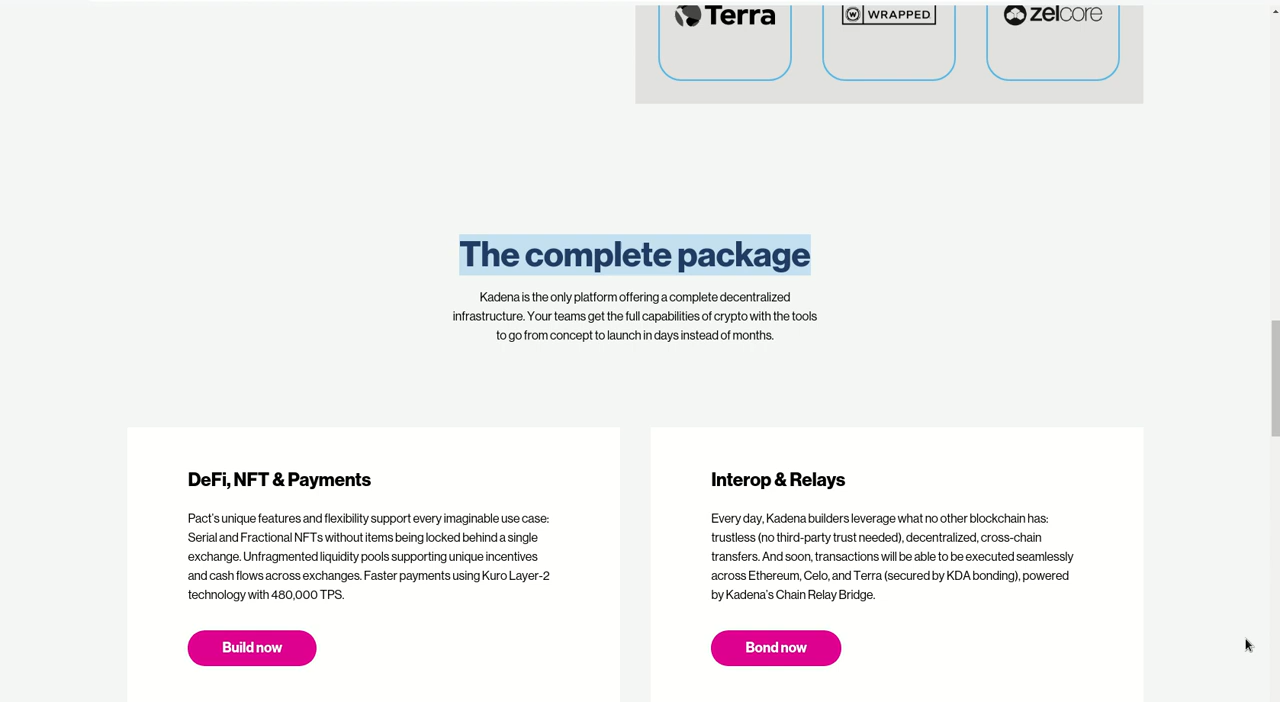 Terra
W WRAPPED
zelcore
The complete package
Kadena is the only platform offering a complete decentralized
infrastructure. Your teams get the full capabilities of crypto with the tools
to go from concept to launch in days instead of months.
DeFi, NFT & Payments
Pact's unique features and flexibility support every imaginable use case:
Serial and Fractional NFTs without items being locked behind a single
exchange. Unfragmented liquidity pools supporting unique incentives
and cash flows across exchanges. Faster payments using Kuro Layer-2
technology with 480,000 TPS.
Build now
Interop & Relays
Every day, Kadena builders leverage what no other blockchain has:
trustless (no third-party trust needed), decentralized, cross-chain
transfers. And soon, transactions will be able to be executed seamlessly
across Ethereum, Celo, and Terra (secured by KDA bonding), powered
by Kadena's Chain Relay Bridge.
Bond now